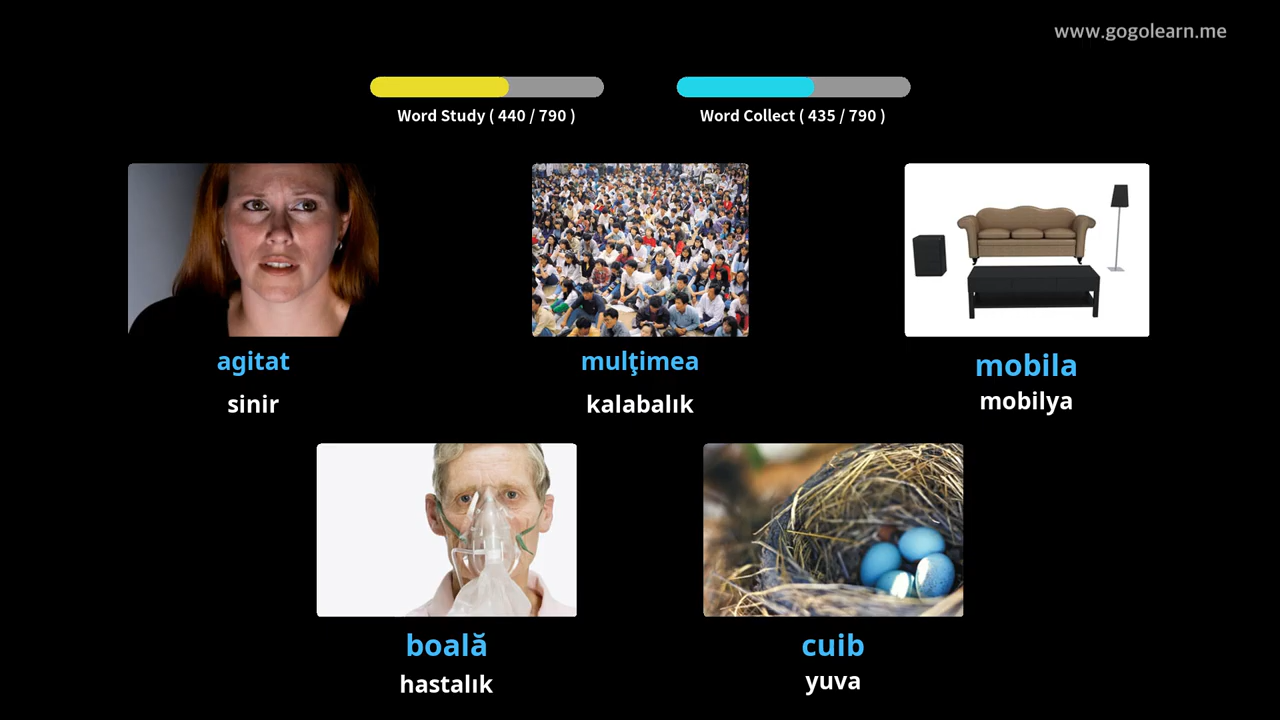 www.gogolearn.me
Word Study ( 440 / 790 )
Word Collect ( 435 / 790 )
agitat
mulţimea
mobila
sinir
kalabalık
mobilya
boală
cuib
hastalık
yuva